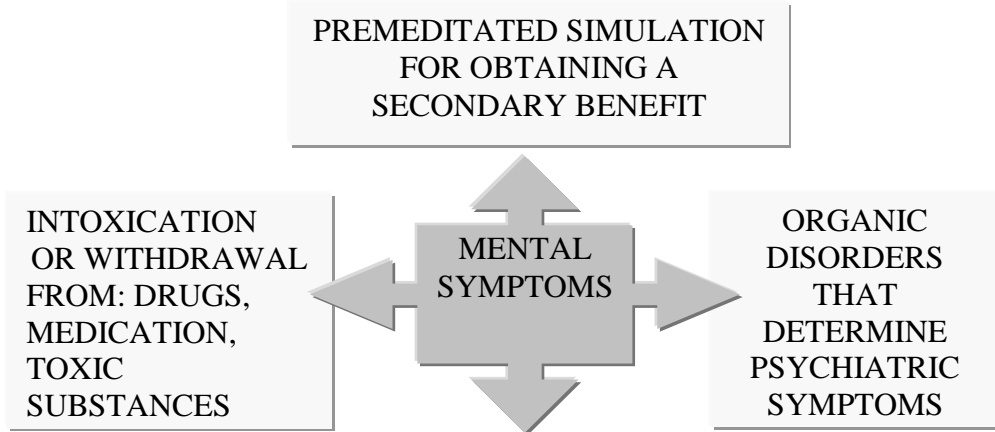 PREMEDITATED SIMULATION
FOR OBTAINING A
SECONDARY BENEFIT
INTOXICATION
OR WITHDRAWAL
FROM: DRUGS,
MEDICATION,
TOXIC
SUBSTANCES
MENTAL
SYMPTOMS
ORGANIC
DISORDERS
THAT
DETERMINE
PSYCHIATRIC
SYMPTOMS